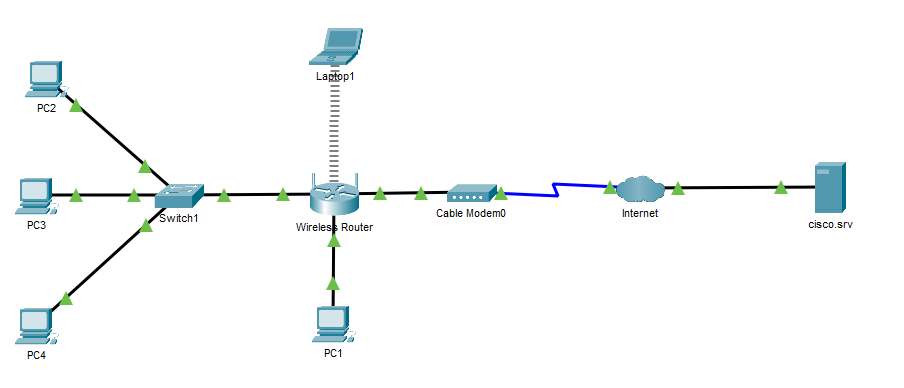 Laptop1
PC2
PC3
Switch1
Wireless Router
Cable Modem0
Internet
cisco.srv
PC4
PC1